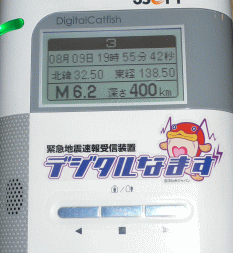 DigitalCatfish
3
08月09日19時55分42秒
北緯32.50 東経138.50
M6.2 深さ400km
緊急地震速報受信装置
デジタルなまず